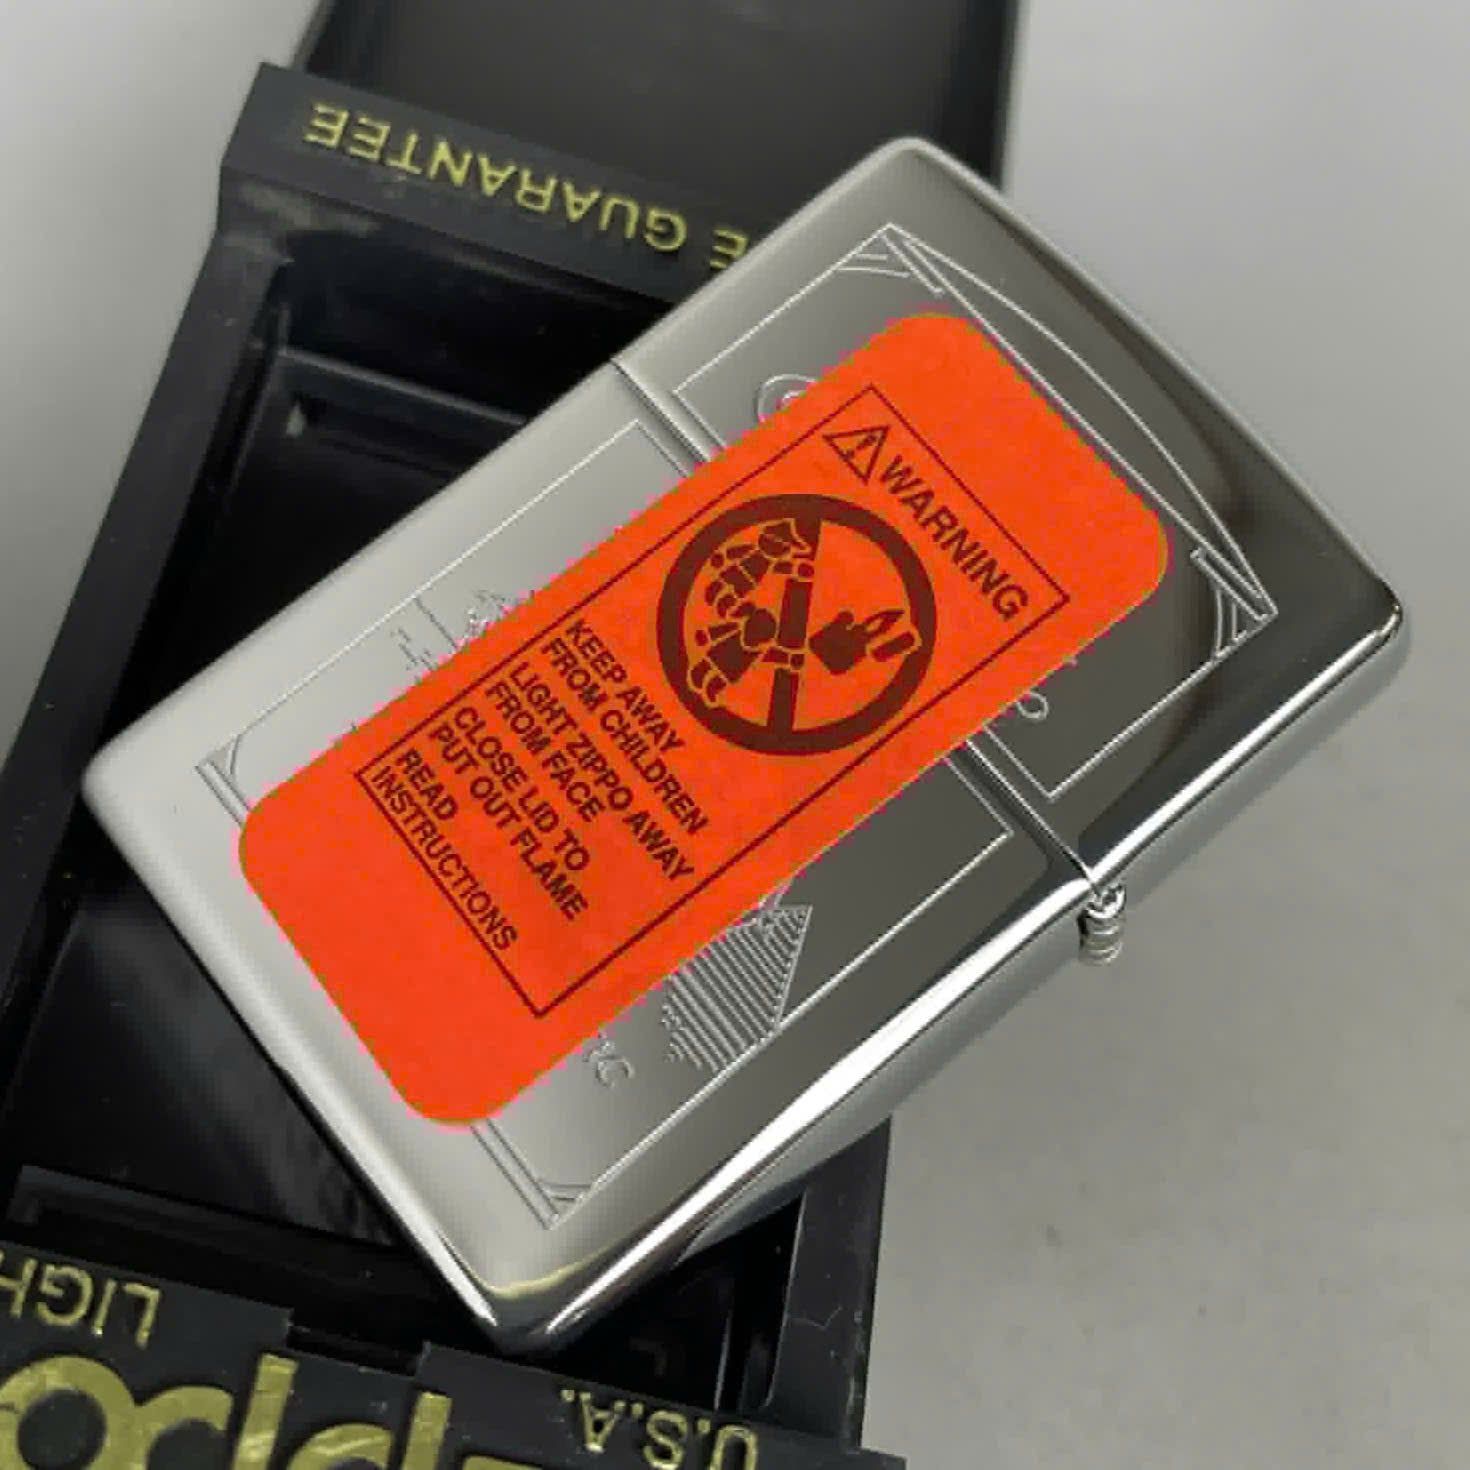 WARNING
KEEP AWAY
FROM CHILDREN
LIGHT ZIPPO AWAY
FROM FACE
CLOSE LID TO
PUT OUT FLAME
READ
INSTRUCTIONS
GUARANTEE
U.S.A.